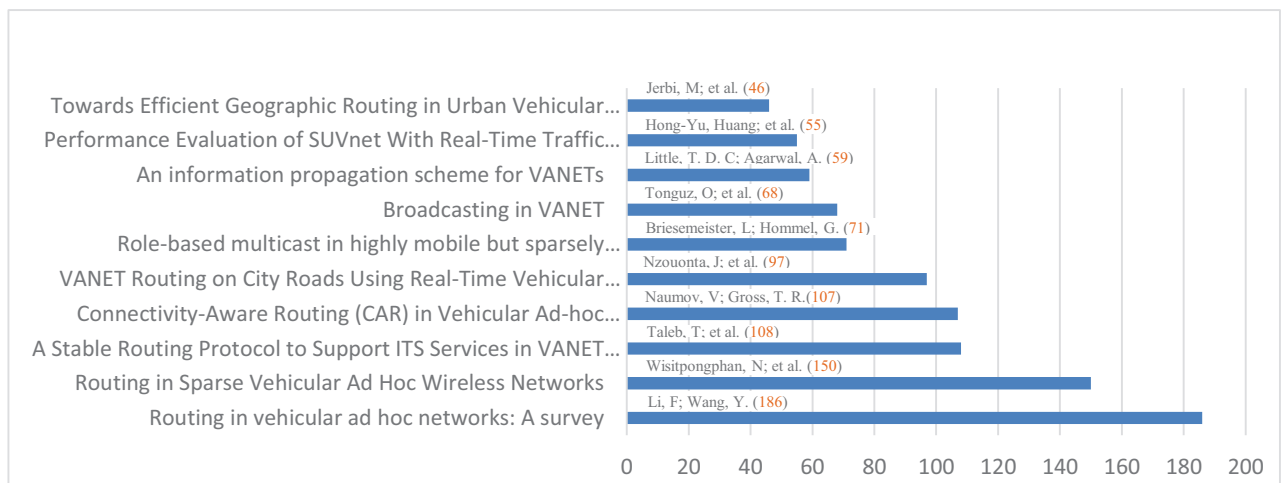 Jerbi, M; et al. (46)
Towards Efficient Geographic Routing in Urban Vehicular...
Hong-Yu, Huang; et al. (55)
Performance Evaluation of SUVnet With Real-Time Traffic...
Little, T. D. C; Agarwal, A. (59)
An information propagation scheme for VANETs
Tonguz, O; et al. (68)
Broadcasting in VANET
Briesemeister, L; Hommel, G. (71)
Role-based multicast in highly mobile but sparsely...
Nzouonta, J; et al. (97)
VANET Routing on City Roads Using Real-Time Vehicular...
Naumov, V; Gross, T. R.(107)
Connectivity-Aware Routing (CAR) in Vehicular Ad-hoc...
Taleb, T; et al. (108)
A Stable Routing Protocol to Support ITS Services in VANET...
Wisitpongphan, N; et al. (150)
Routing in Sparse Vehicular Ad Hoc Wireless Networks
Li, F; Wang, Y. (186)
Routing in vehicular ad hoc networks: A survey
0 20 40 60 80 100 120 140 160 180 200